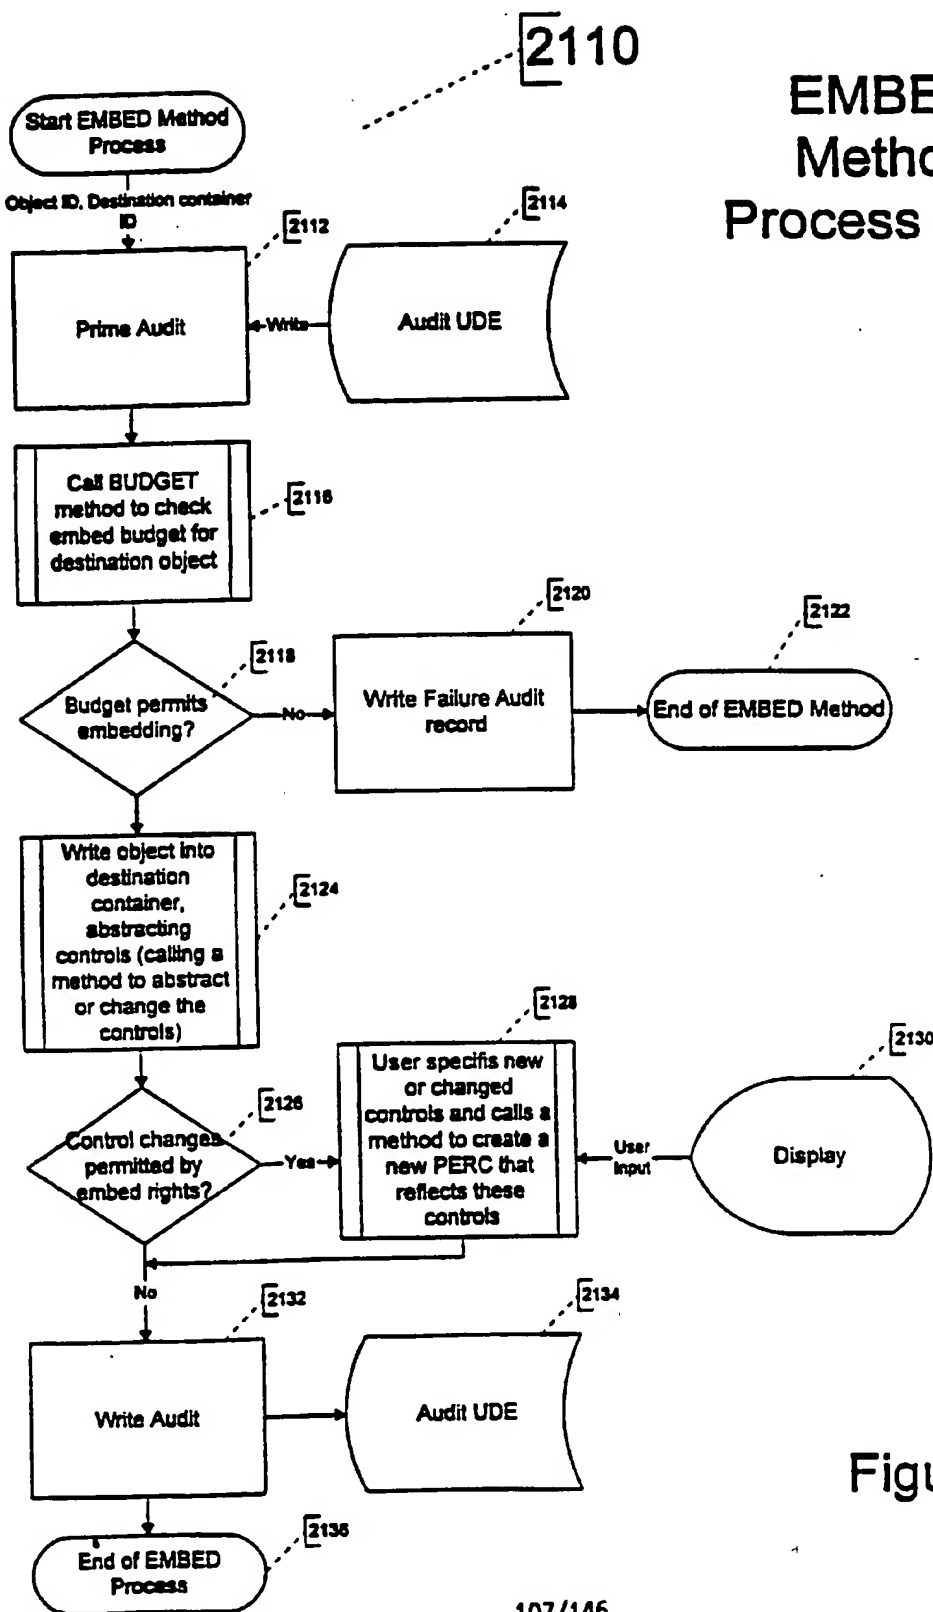 2110
EMBE
Metho
Process
Start EMBED Method
Process
Object ID, Destination container
ID
2112
2114
Prime Audit
Write
Audit UDE
Call BUDGET
method to check
embed budget for
destination object
2116
2120
2122
2118
Budget permits
embedding?
No
Write Failure Audit
record
End of EMBED Method
Write object into
destination
container,
abstracting
controls (calling a
method to abstract
or change the
controls)
2124
2128
2130
User specifis new
or changed
controls and calls a
method to create a
new PERC that
reflects these
controls
2126
Control changes
permitted by
embed rights?
Yes
User
Input
Display
No
2132
2134
Write Audit
Audit UDE
Figu
2136
End of EMBED
Process
107/146